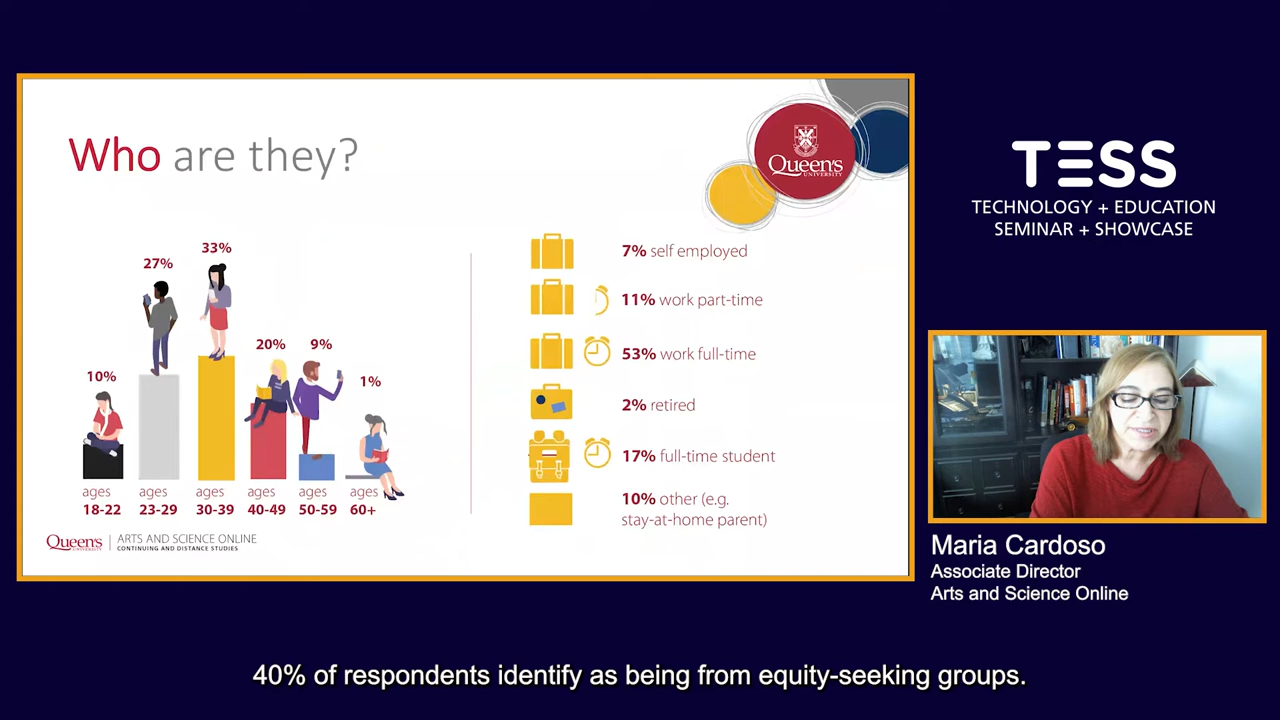 Who are they?
Queen's
UNIVERSITY
10%
27%
33%
20%
9%
1%
ages
18-22
ages
23-29
ages
30-39
ages
40-49
ages
50-59
ages
60+
7% self employed
11% work part-time
53% work full-time
2% retired
17% full-time student
10% other (e.g.
stay-at-home parent)
Queen's
UNIVERSITY
ARTS AND SCIENCE ONLINE
CONTINUING AND DISTANCE STUDIES
TESS
TECHNOLOGY + EDUCATION
SEMINAR + SHOWCASE
Maria Cardoso
Associate Director
Arts and Science Online
40% of respondents identify as being from equity-seeking groups.